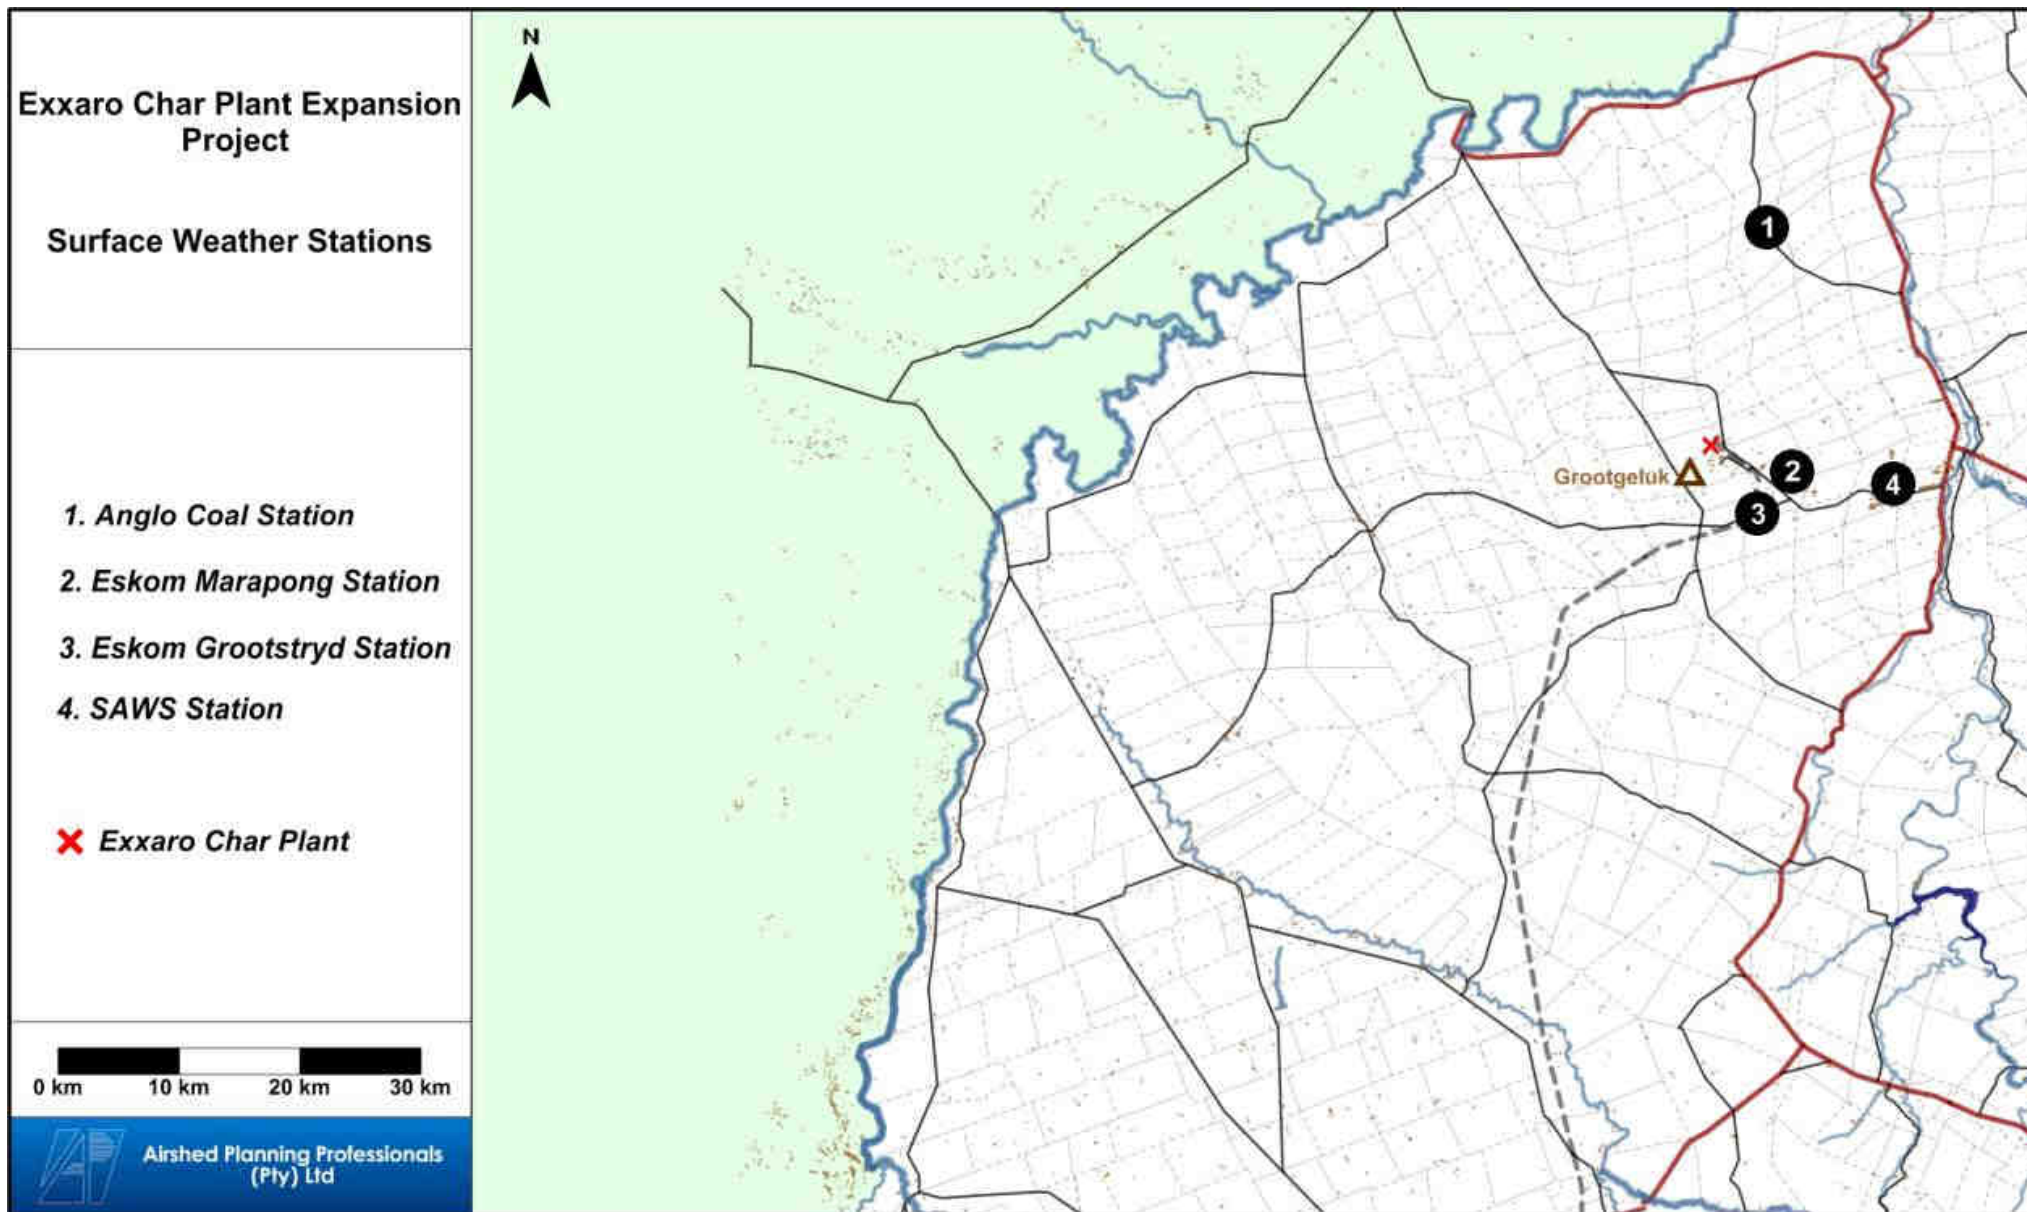 Exxaro Char Plant Expansion
Project
Surface Weather Stations
1. Anglo Coal Station
2. Eskom Marapong Station
3. Eskom Grootstryd Station
4. SAWS Station
Exxaro Char Plant
0 km 10 km 20 km 30 km
Airshed Planning Professionals
(Pty) Ltd
N
1
Grootgeluk
2
3
4